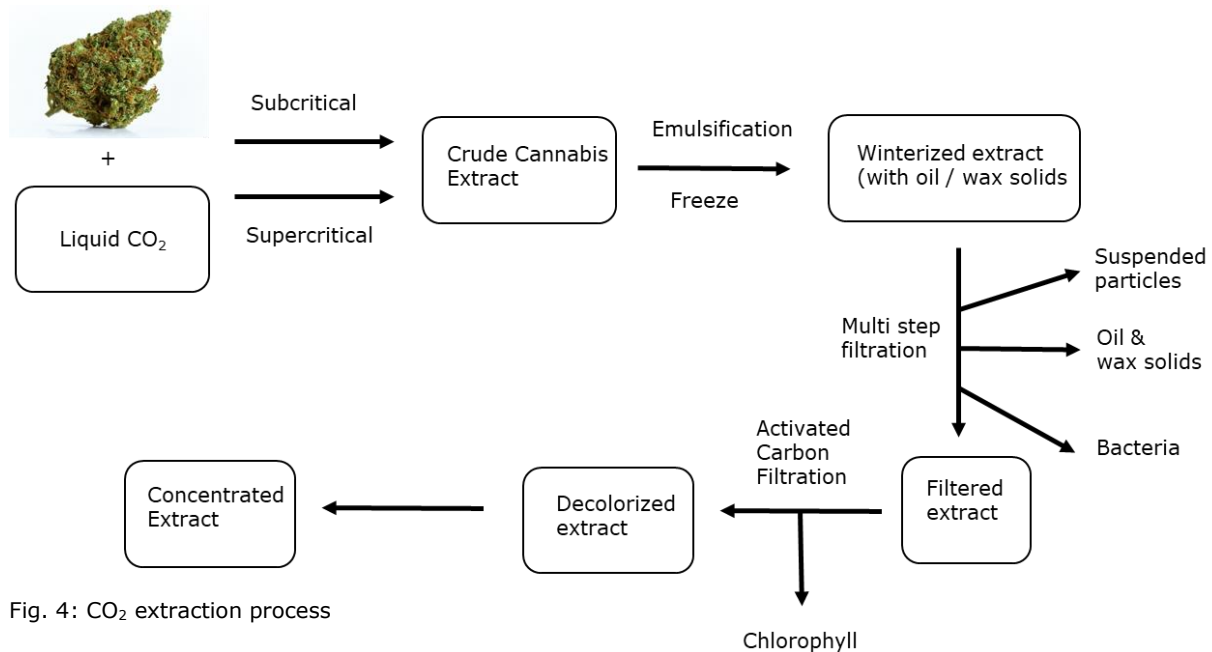 +
Liquid CO₂
Subcritical
Supercritical
Crude Cannabis
Extract
Emulsification
Freeze
Winterized extract
(with oil / wax solids
Multi step
filtration
Suspended
particles
Oil &
wax solids
Bacteria
Filtered
extract
Activated
Carbon
Filtration
Chlorophyll
Decolorized
extract
Concentrated
Extract
Fig. 4: CO₂ extraction process